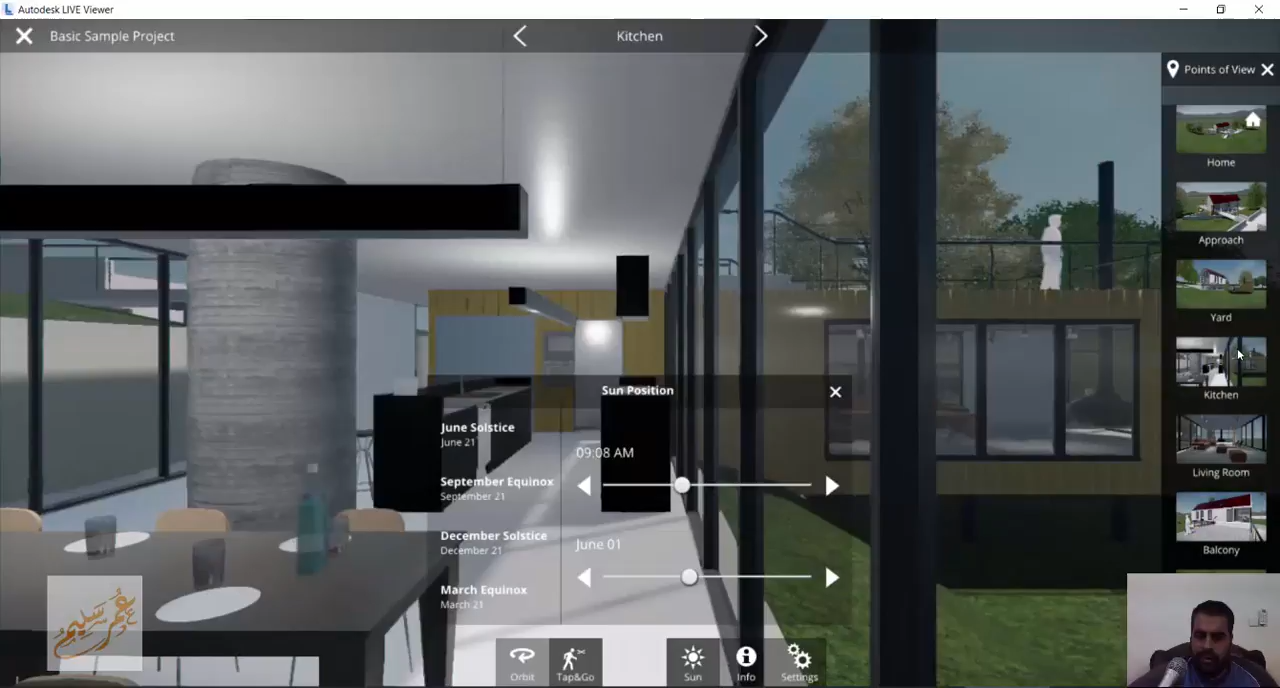 Autodesk LIVE Viewer
Basic Sample Project
Kitchen
Points of View
Home
Approach
Yard
Kitchen
Living Room
Balcony
Sun Position
June Solstice
June 21
September Equinox
September 21
December Solstice
December 21
March Equinox
March 21
09:08 AM
June 01
عمر سليم
Orbit
Tap&Go
Sun
Info
Settings